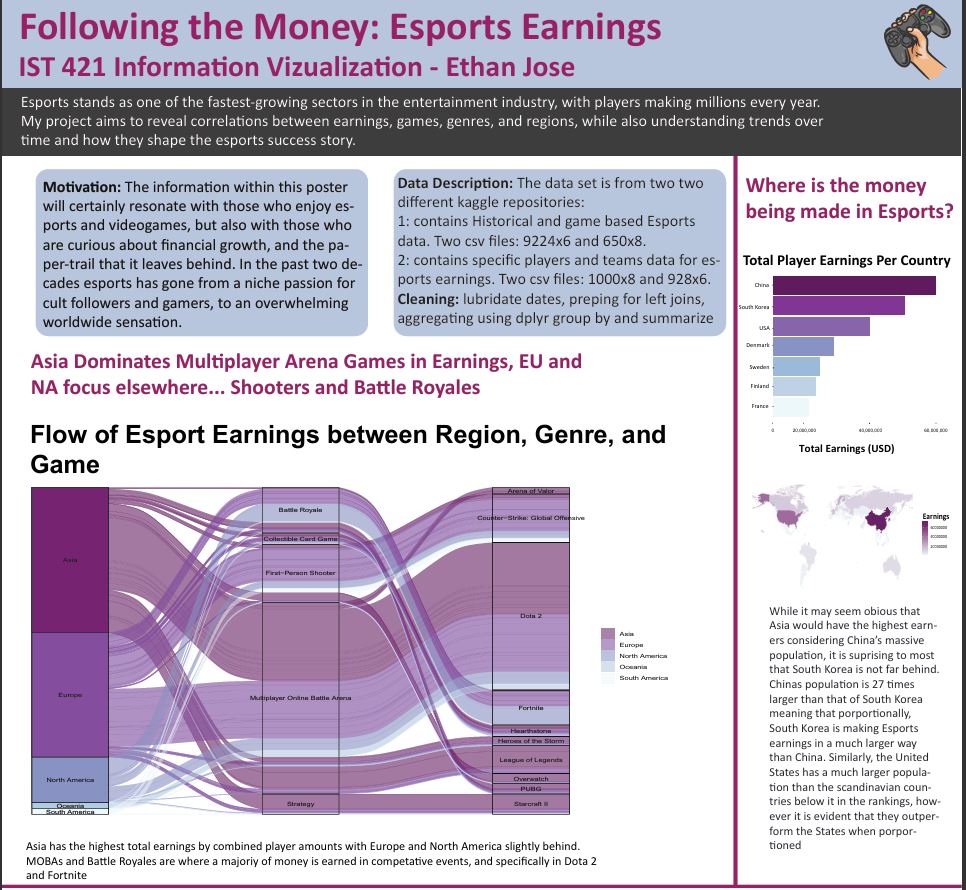 Following the Money: Esports Earnings
IST 421 Information Vizualization - Ethan Jose
Esports stands as one of the fastest-growing sectors in the entertainment industry, with players making millions every year.
My project aims to reveal correlations between earnings, games, genres, and regions, while also understanding trends over
time and how they shape the esports success story.
Motivation: The information within this poster
will certainly resonate with those who enjoy es-
ports and videogames, but also with those who
are curious about financial growth, and the pa-
per-trail that it leaves behind. In the past two de-
cades esports has gone from a niche passion for
cult followers and gamers, to an overwhelming
worldwide sensation.
Data Description: The data set is from two two
different kaggle repositories:
1: contains Historical and game based Esports
data. Two csv files: 9224x6 and 650x8.
2: contains specific players and teams data for es-
ports earnings. Two csv files: 1000x8 and 928x6.
Cleaning: lubridate dates, preping for left joins,
aggregating using dplyr group by and summarize
Asia Dominates Multiplayer Arena Games in Earnings, EU and
NA focus elsewhere... Shooters and Battle Royales
Flow of Esport Earnings between Region, Genre, and
Game
Asia
Europe
North America
Oceania
South America
Battle Royale
Collectible Card Game
First-Person Shooter
Multiplayer Online Battle Arena
Strategy
Arena of Valor
Counter-Strike: Global Offensive
Dota 2
Fortnite
Hearthstone
Heroes of the Storm
League of Legends
Overwatch
PUBG
Starcraft II
Asia
Europe
North America
Oceania
South America
Asia has the highest total earnings by combined player amounts with Europe and North America slightly behind.
MOBAs and Battle Royales are where a majoriy of money is earned in competative events, and specifically in Dota 2
and Fortnite
Where is the money
being made in Esports?
Total Player Earnings Per Country
China
South Korea
USA
Denmark
Sweden
Finland
France
0 20,000,000 40,000,000 60,000,000
Total Earnings (USD)
Earnings
While it may seem obious that
Asia would have the highest earn-
ers considering China's massive
population, it is suprising to most
that South Korea is not far behind.
Chinas population is 27 times
larger than that of South Korea
meaning that porportionally,
South Korea is making Esports
earnings in a much larger way
than China. Similarly, the United
States has a much larger popula-
tion than the scandinavian coun-
tries below it in the rankings, how-
ever it is evident that they outper-
form the States when porpor-
tioned